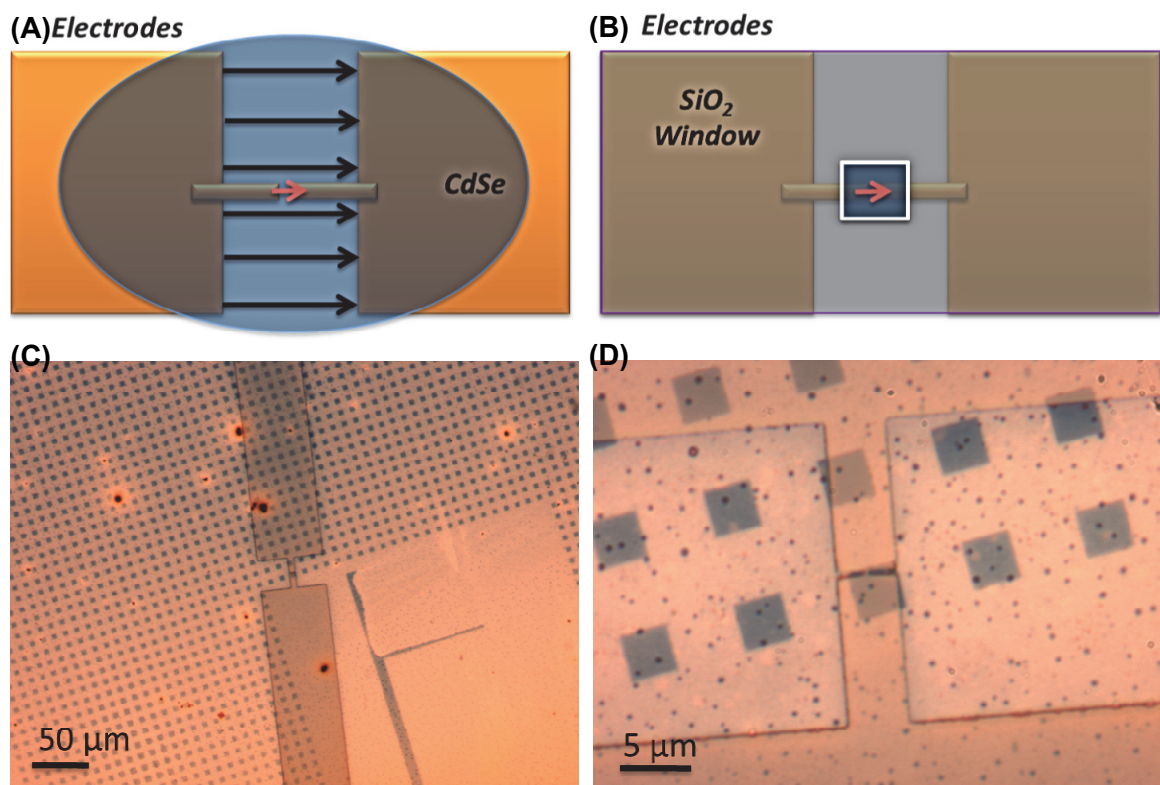 (A) Electrodes
(B) Electrodes
CdSe
SiO2
Window
(C)
(D)
50 μm
5 μm